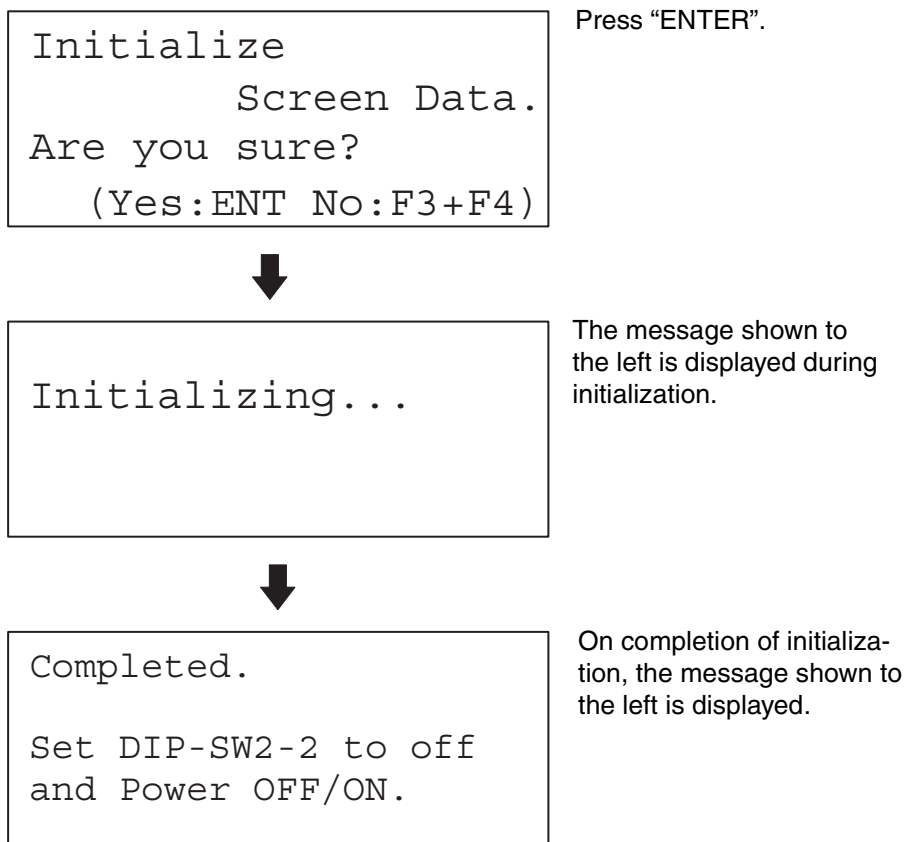 Initialize
Screen Data.
Are you sure?
(Yes:ENT No:F3+F4)
Press “ENTER”.
Initializing...
The message shown to
the left is displayed during
initialization.
Completed.
Set DIP-SW2-2 to off
and Power OFF/ON.
On completion of initializa-
tion, the message shown to
the left is displayed.